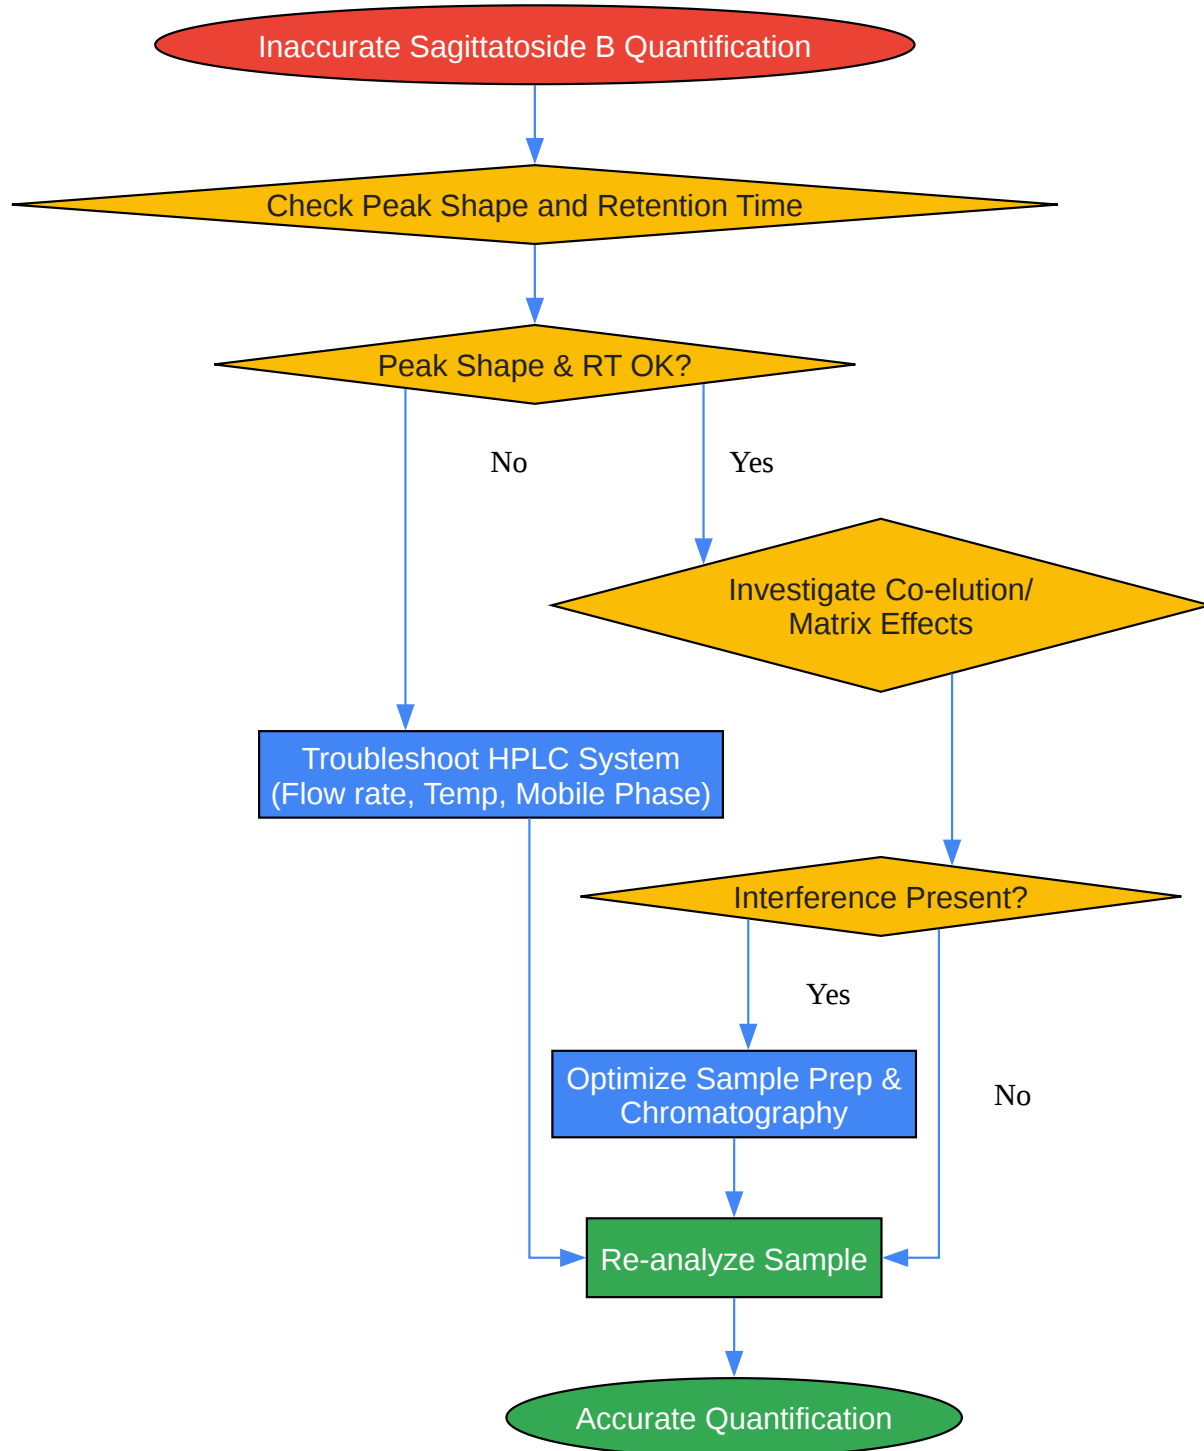 Inaccurate Sagittatoside B Quantification
Check Peak Shape and Retention Time
Peak Shape & RT OK?
No
Yes
Investigate Co-elution/
Matrix Effects
Troubleshoot HPLC System
(Flow rate, Temp, Mobile Phase)
Interference Present?
Yes
Optimize Sample Prep &
Chromatography
No
Re-analyze Sample
Accurate Quantification